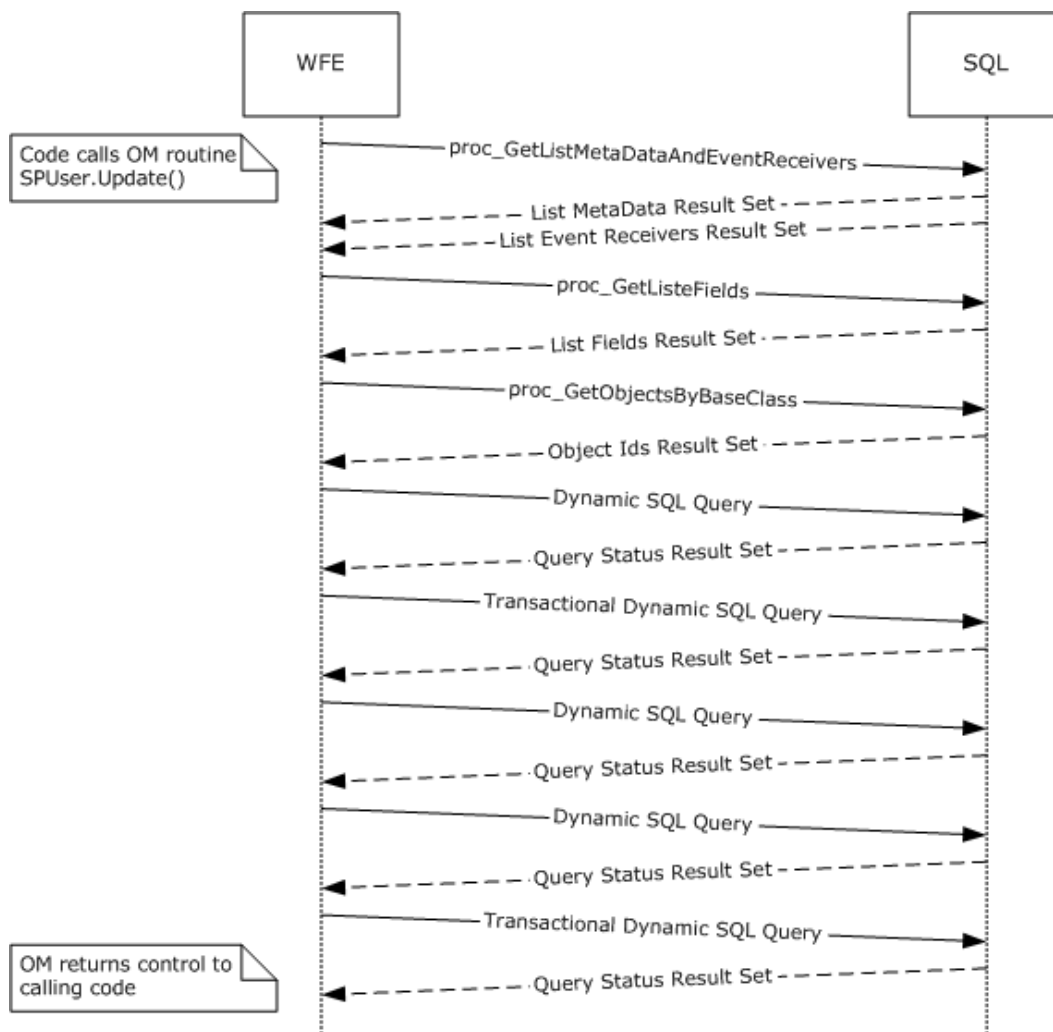 WFE
SQL
Code calls OM routine
SPUser.Update()
proc_GetListMetaDataAndEventReceivers
List MetaData Result Set
List Event Receivers Result Set
proc_GetListeFields
List Fields Result Set
proc_GetObjectsByBaseClass
Object Ids Result Set
Dynamic SQL Query
Query Status Result Set
Transactional Dynamic SQL Query
Query Status Result Set
Dynamic SQL Query
Query Status Result Set
Dynamic SQL Query
Query Status Result Set
Transactional Dynamic SQL Query
OM returns control to
calling code
Query Status Result Set